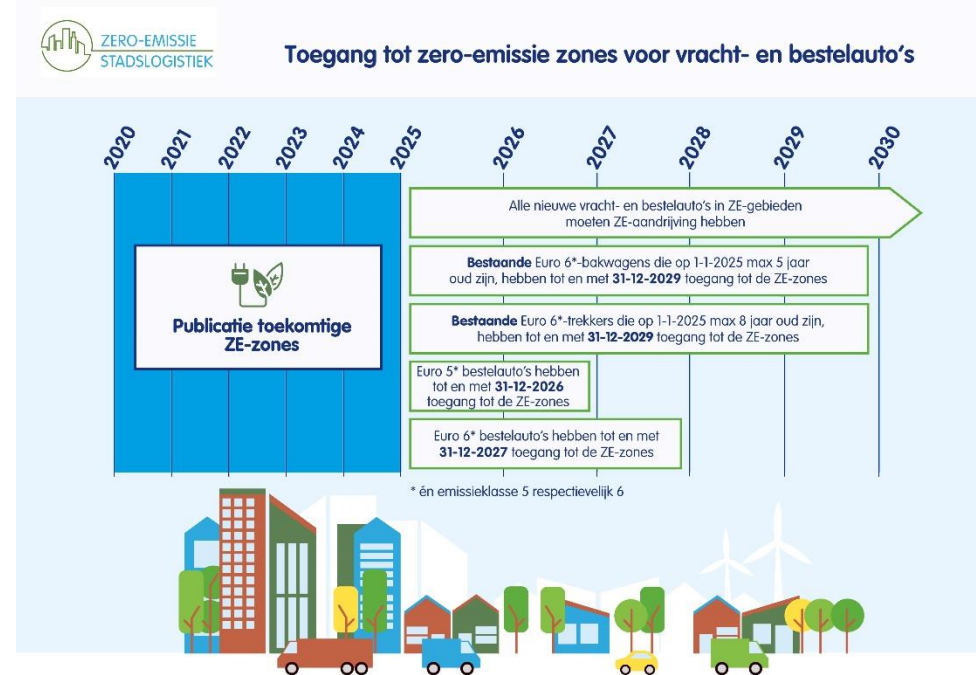 ZERO-EMISSIE
STADSLOGISTIEK
Toegang tot zero-emissie zones voor vracht- en bestelauto's
2020
2021
2022
2023
2024
2025
2026
2027
2028
2029
2030
Alle nieuwe vracht- en bestelauto's in ZE-gebieden
moeten ZE-aandrijving hebben
Bestaande Euro 6*-bakwagens die op 1-1-2025 max 5 jaar
oud zijn, hebben tot en met 31-12-2029 toegang tot de ZE-zones
Publicatie toekomtige
ZE-zones
Bestaande Euro 6*-trekkers die op 1-1-2025 max 8 jaar oud zijn,
hebben tot en met 31-12-2029 toegang tot de ZE-zones
Euro 5* bestelauto's hebben
tot en met 31-12-2026
toegang tot de ZE-zones
Euro 6* bestelauto's hebben tot en met
31-12-2027 toegang tot de ZE-zones
* én emissieklasse 5 respectievelijk 6